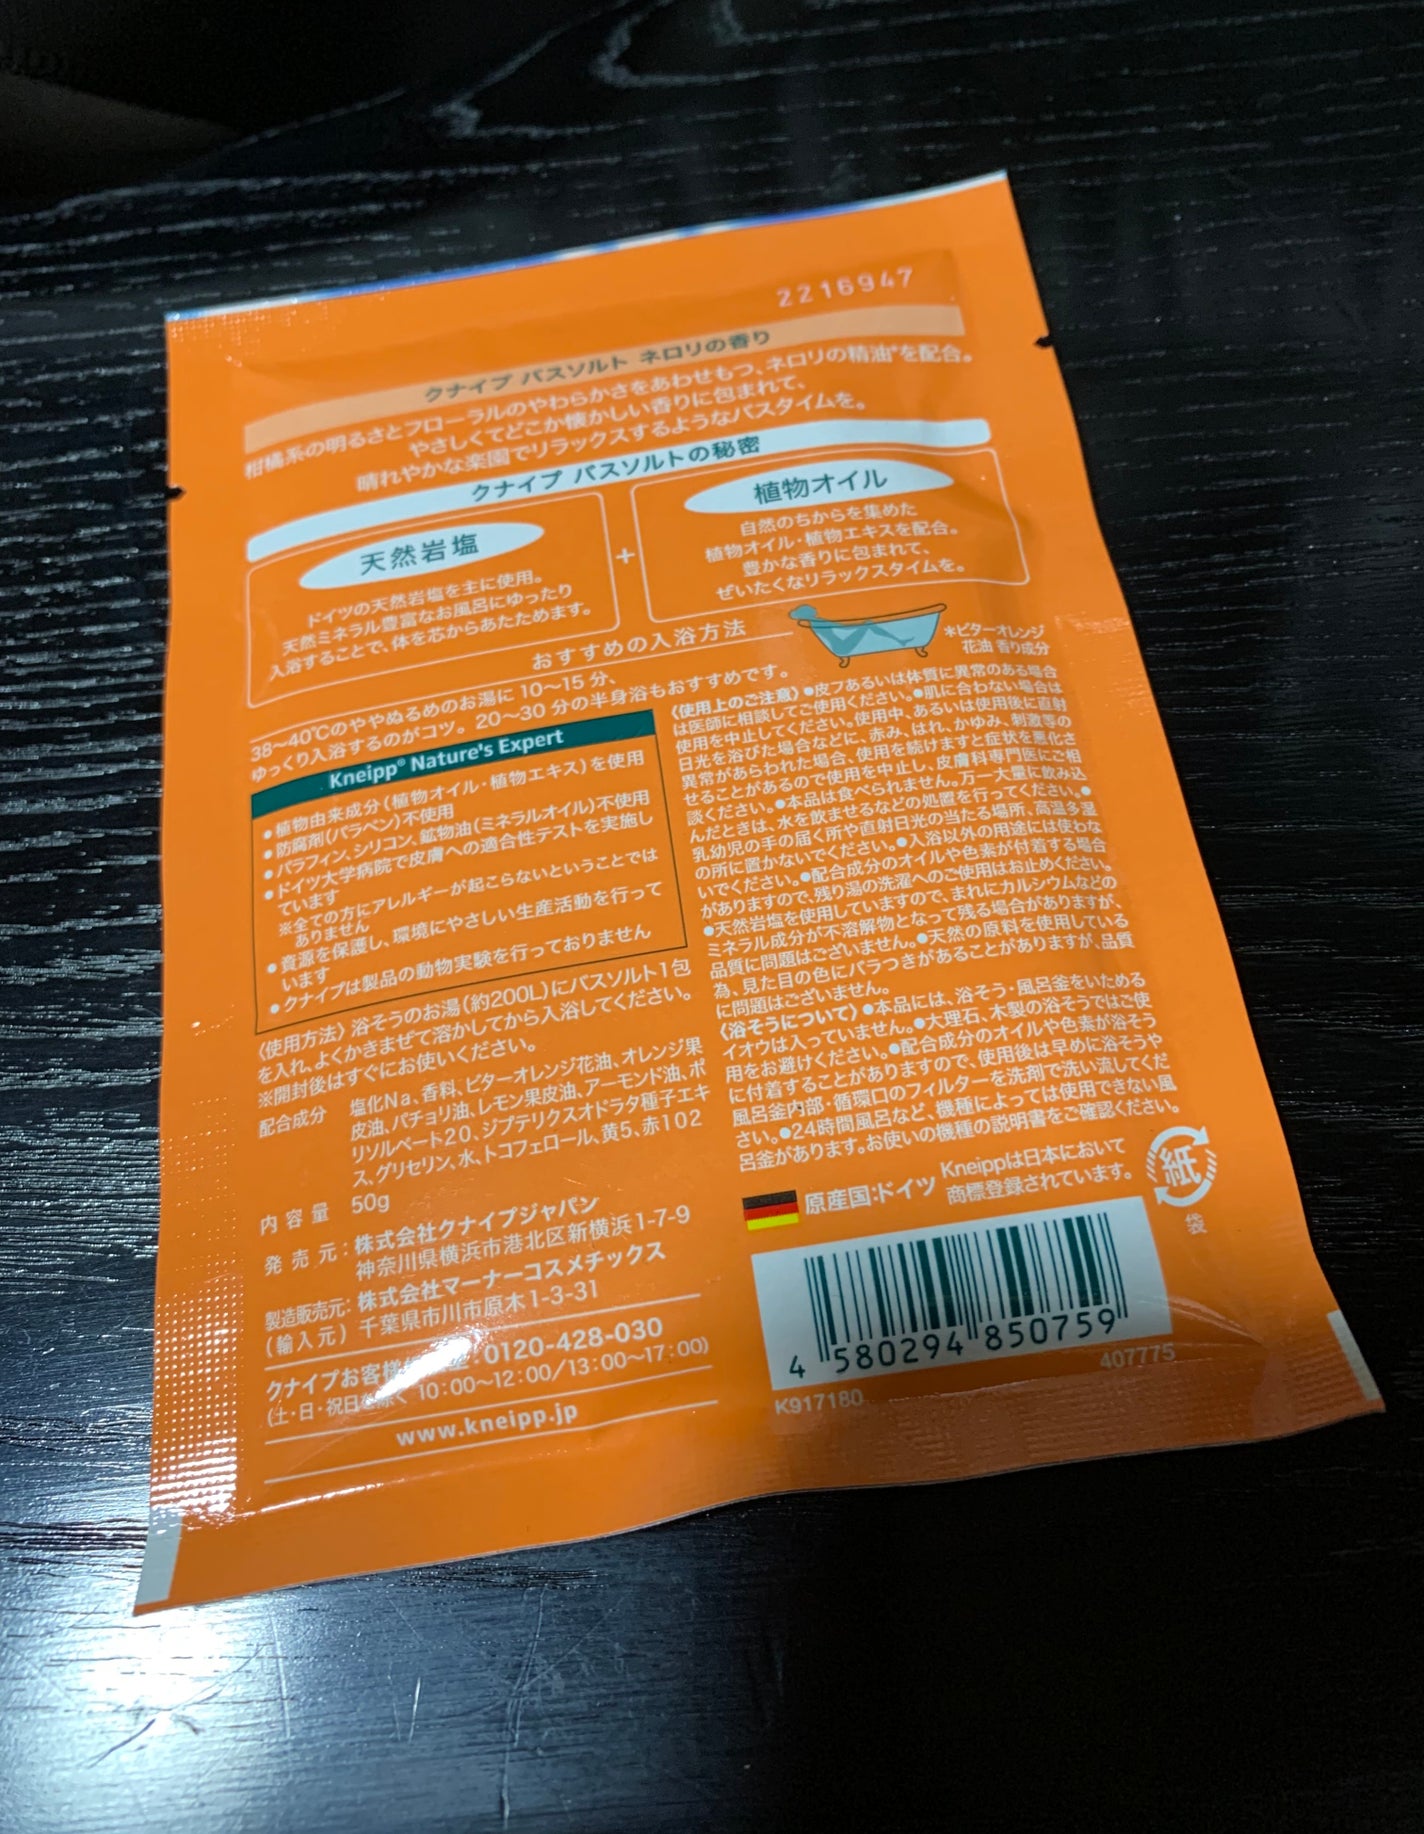 2216947
クナイプ バスソルト ネロリの香り
柑橘系の明るさとフローラルのやわらかさをあわせもつ、ネロリの精油*を配合。
やさしくてどこか懐かしい香りに包まれて、
晴れやかな楽園でリラックスするようなバスタイムを。
クナイプ バスソルトの秘密
天然岩塩
ドイツの天然岩塩を主に使用。
天然ミネラル豊富なお風呂にゆったり
入浴することで、体を芯からあたためます。
+
植物オイル
自然のちからを集めた
植物オイル・植物エキスを配合。
豊かな香りに包まれて、
ぜいたくなリラックスタイムを。
*ビターオレンジ
花油 香り成分
おすすめの入浴方法
38〜40℃のややぬるめのお湯に 10〜15 分、
ゆっくり入浴するのがコツ。20〜30 分の半身浴もおすすめです。
Kneipp® Nature's Expert
●植物由来成分(植物オイル・植物エキス)を使用
●防腐剤(パラベン)不使用
●パラフィン、シリコン、鉱物油(ミネラルオイル)不使用
●ドイツ大学病院で皮膚への適合性テストを実施し
ています
※全ての方にアレルギーが起こらないということでは
ありません
●資源を保護し、環境にやさしい生産活動を行って
います
●クナイプは製品の動物実験を行っておりません
〈使用方法〉浴そうのお湯(約200L)にバスソルト1包
を入れ、よくかきまぜて溶かしてから入浴してください。
※開封後はすぐにお使いください。
配合成分 塩化Na、香料、ビターオレンジ花油、オレンジ果
皮油、パチョリ油、レモン果皮油、アーモンド油、ポ
リソルベート20、ジプテリクスオドラタ種子エキ
ス、グリセリン、水、トコフェロール、黄5、赤102
内容量 50g
発売元: 株式会社クナイプジャパン
神奈川県横浜市港北区新横浜1-7-9
製造販売元: 株式会社マーナーコスメチックス
(輸入元) 千葉県市川市原木1-3-31
クナイプお客様 :0120-428-030
(土・日・祝日を除く 10:00〜12:00/13:00〜17:00)
www.kneipp.jp
〈使用上のご注意〉●皮フあるいは体質に異常のある場合
は医師に相談してご使用ください。●肌に合わない場合は
使用を中止してください。使用中、あるいは使用後に直射
日光を浴びた場合などに、赤み、はれ、かゆみ、刺激等の
異常があらわれた場合、使用を続けますと症状を悪化さ
せることがあるので使用を中止し、皮膚科専門医にご相
談ください。●本品は食べられません。万一大量に飲み込
んだときは、水を飲ませるなどの処置を行ってください。●
乳幼児の手の届く所や直射日光の当たる場所、高温多湿
の所に置かないでください。●入浴以外の用途には使わな
いでください。●配合成分のオイルや色素が付着する場合
がありますので、残り湯の洗濯へのご使用はお止めください。
●天然岩塩を使用していますので、まれにカルシウムなどの
ミネラル成分が不溶解物となって残る場合がありますが、
品質に問題はございません。●天然の原料を使用している
為、見た目の色にバラつきがあることがありますが、品質
に問題はございません。
〈浴そうについて〉●本品には、浴そう・風呂釜をいためる
イオウは入っていません。●大理石、木製の浴そうではご使
用をお避けください。●配合成分のオイルや色素が浴そう
に付着することがありますので、使用後は早めに浴そうや
風呂釜内部・循環口のフィルターを洗剤で洗い流してくだ
さい。●24時間風呂など、機種によっては使用できない風
呂釜があります。お使いの機種の説明書をご確認ください。
原産国:ドイツ
Kneippは日本において
商標登録されています。
紙
袋
4 580294 850759
K917180
407775